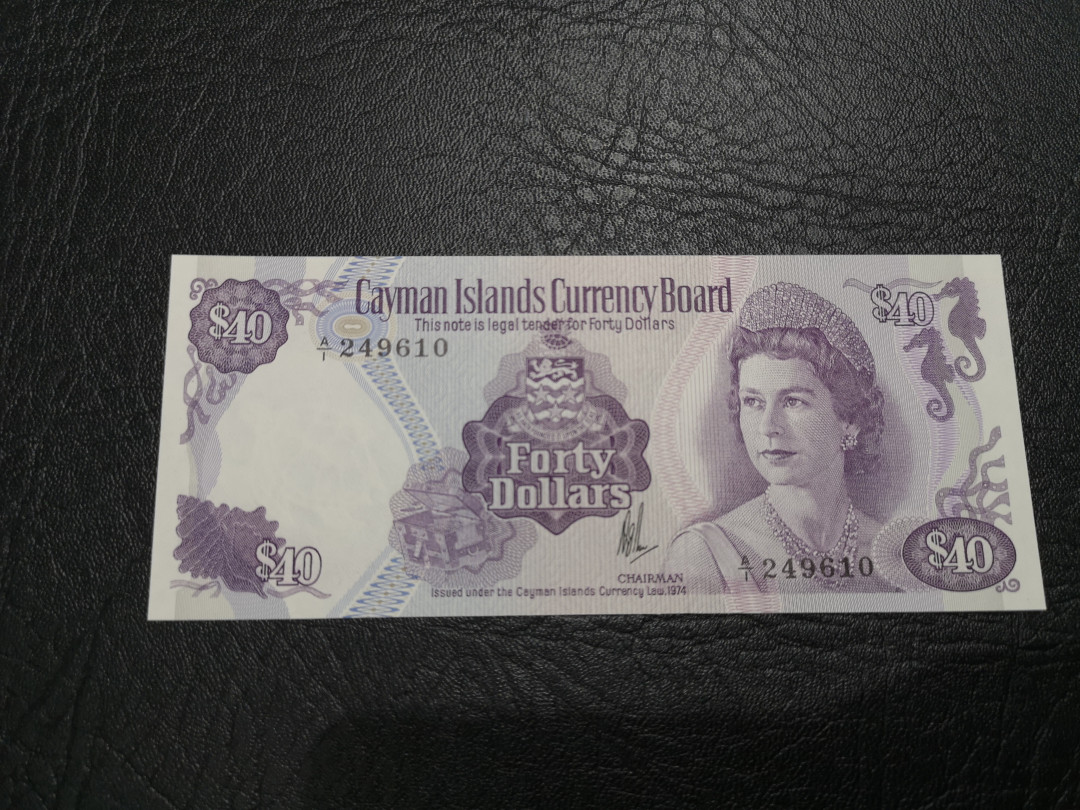 $40
Cayman Islands Currency Board
$40
This note is legal tender for Forty Dollars
A/1 249610
Forty
Dollars
$40
CHAIRMAN
A/1 249610
$40
Issued under the Cayman Islands Currency Law.1974